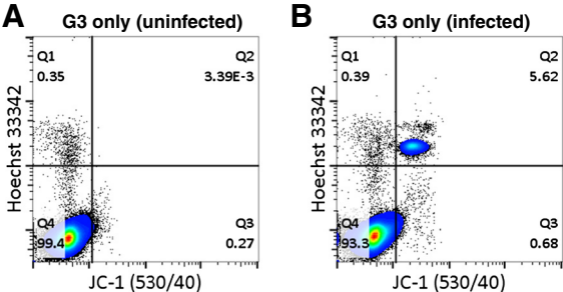 A
G3 only (uninfected)
Q1
0.35
Q2
3.39E-3
Q4
99.4
Q3
0.27
Hoechst 33342
JC-1 (530/40)
B
G3 only (infected)
Q1
0.39
Q2
5.62
Q4
93.3
Q3
0.68
Hoechst 33342
JC-1 (530/40)